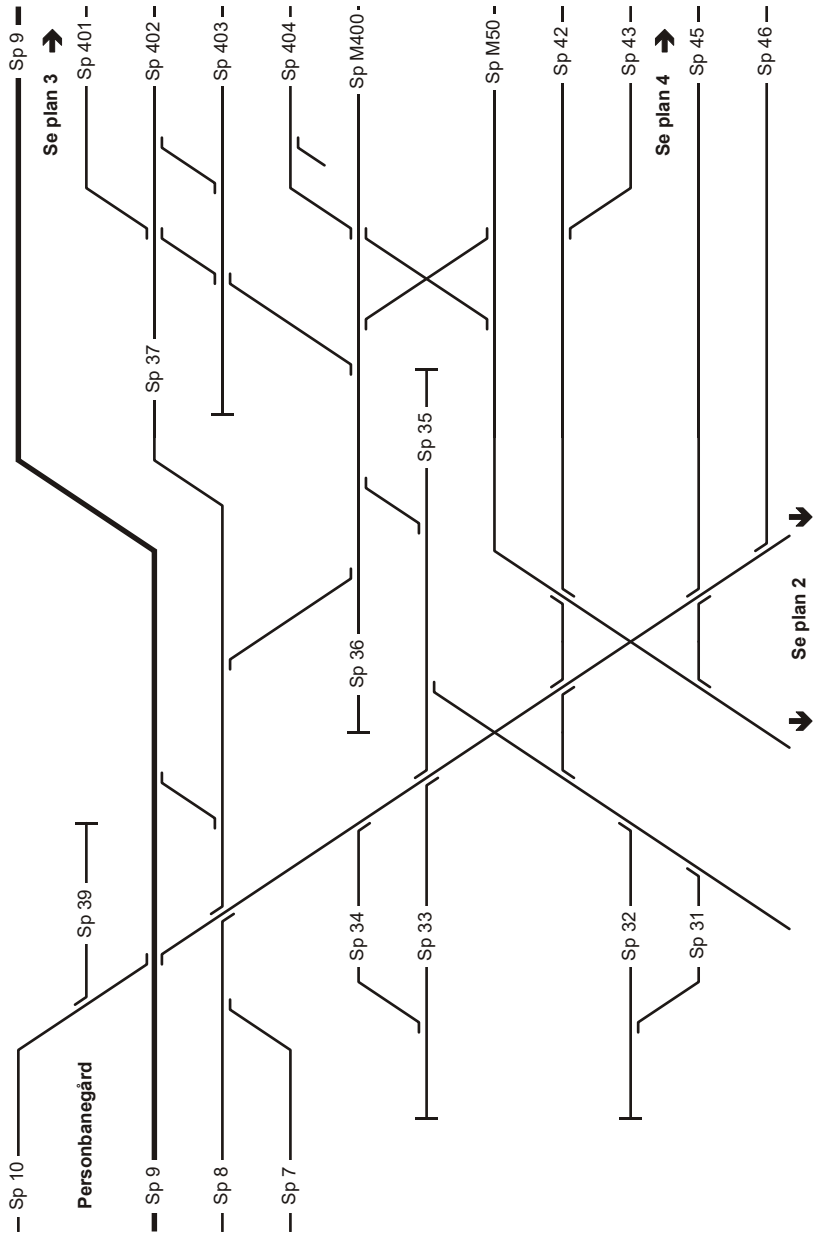 Sp 9
Se plan 3
Sp 401
Sp 402
Sp 403
Sp 404
Sp M400
Sp M50
Sp 42
Sp 43
Se plan 4
Sp 45
Sp 46
Sp 37
Sp 35
Sp 36
Se plan 2
Sp 39
Sp 34
Sp 33
Sp 32
Sp 31
Sp 10
Personbanegård
Sp 9
Sp 8
Sp 7